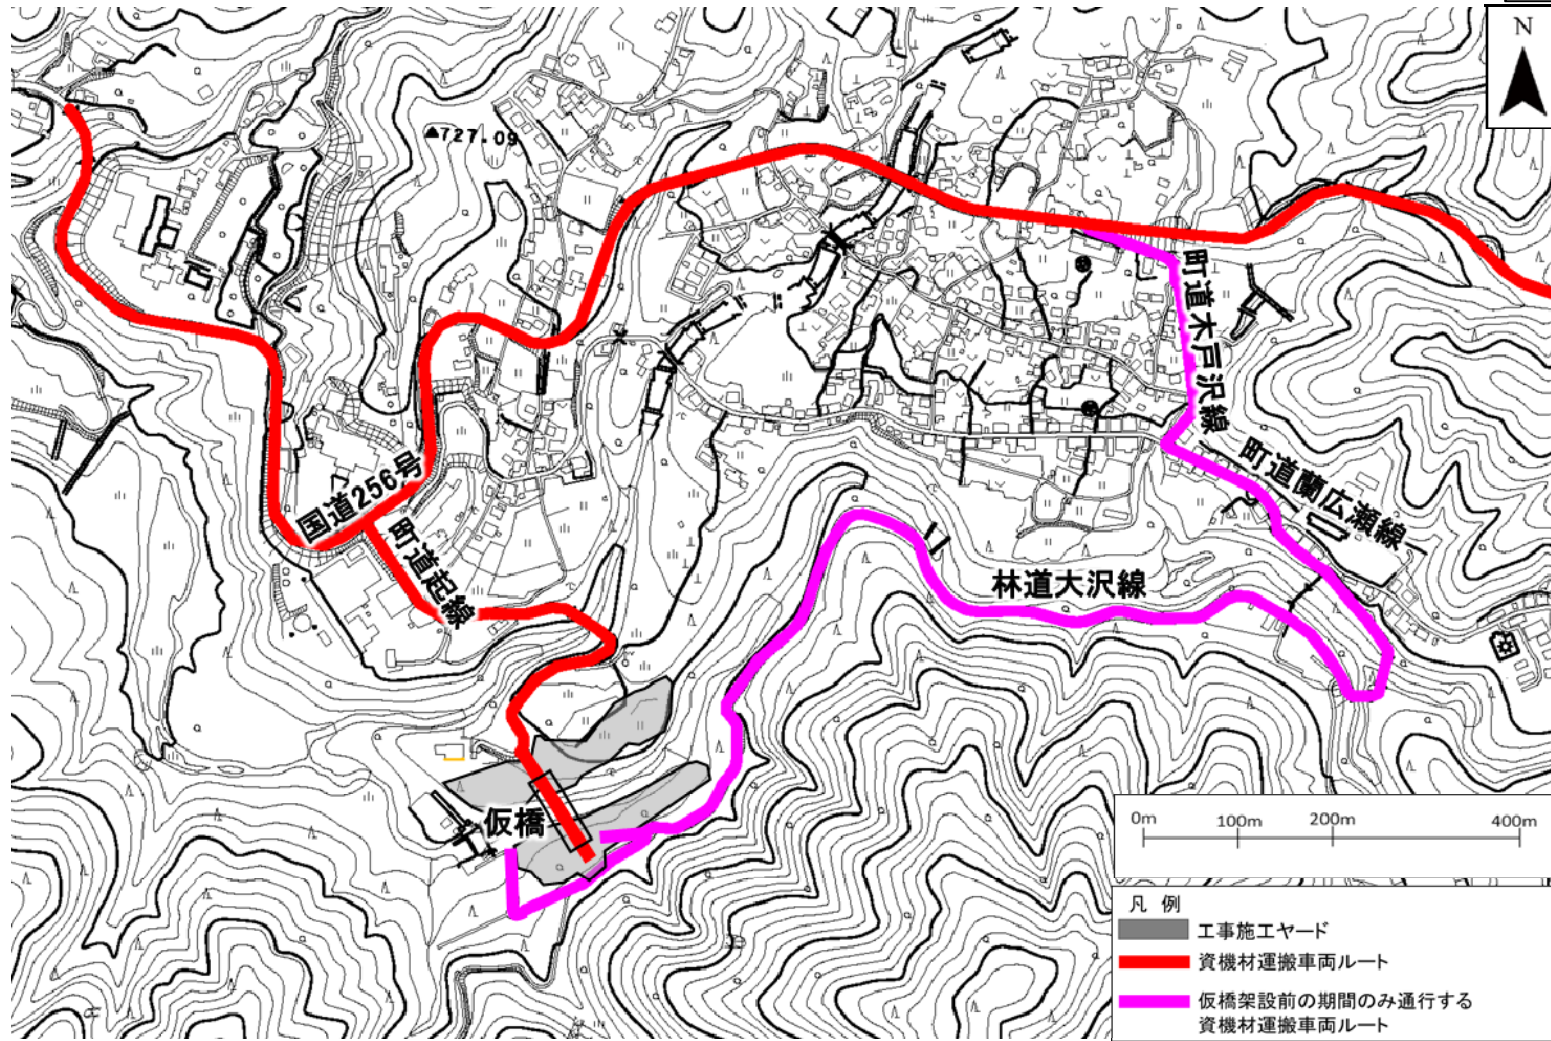 N
727.09
町道木戸沢線
町道蘭広瀬線
国道256号
町道起線
林道大沢線
仮橋
0m 100m 200m 400m
凡 例
工事施工ヤード
資機材運搬車両ルート
仮橋架設前の期間のみ通行する
資機材運搬車両ルート